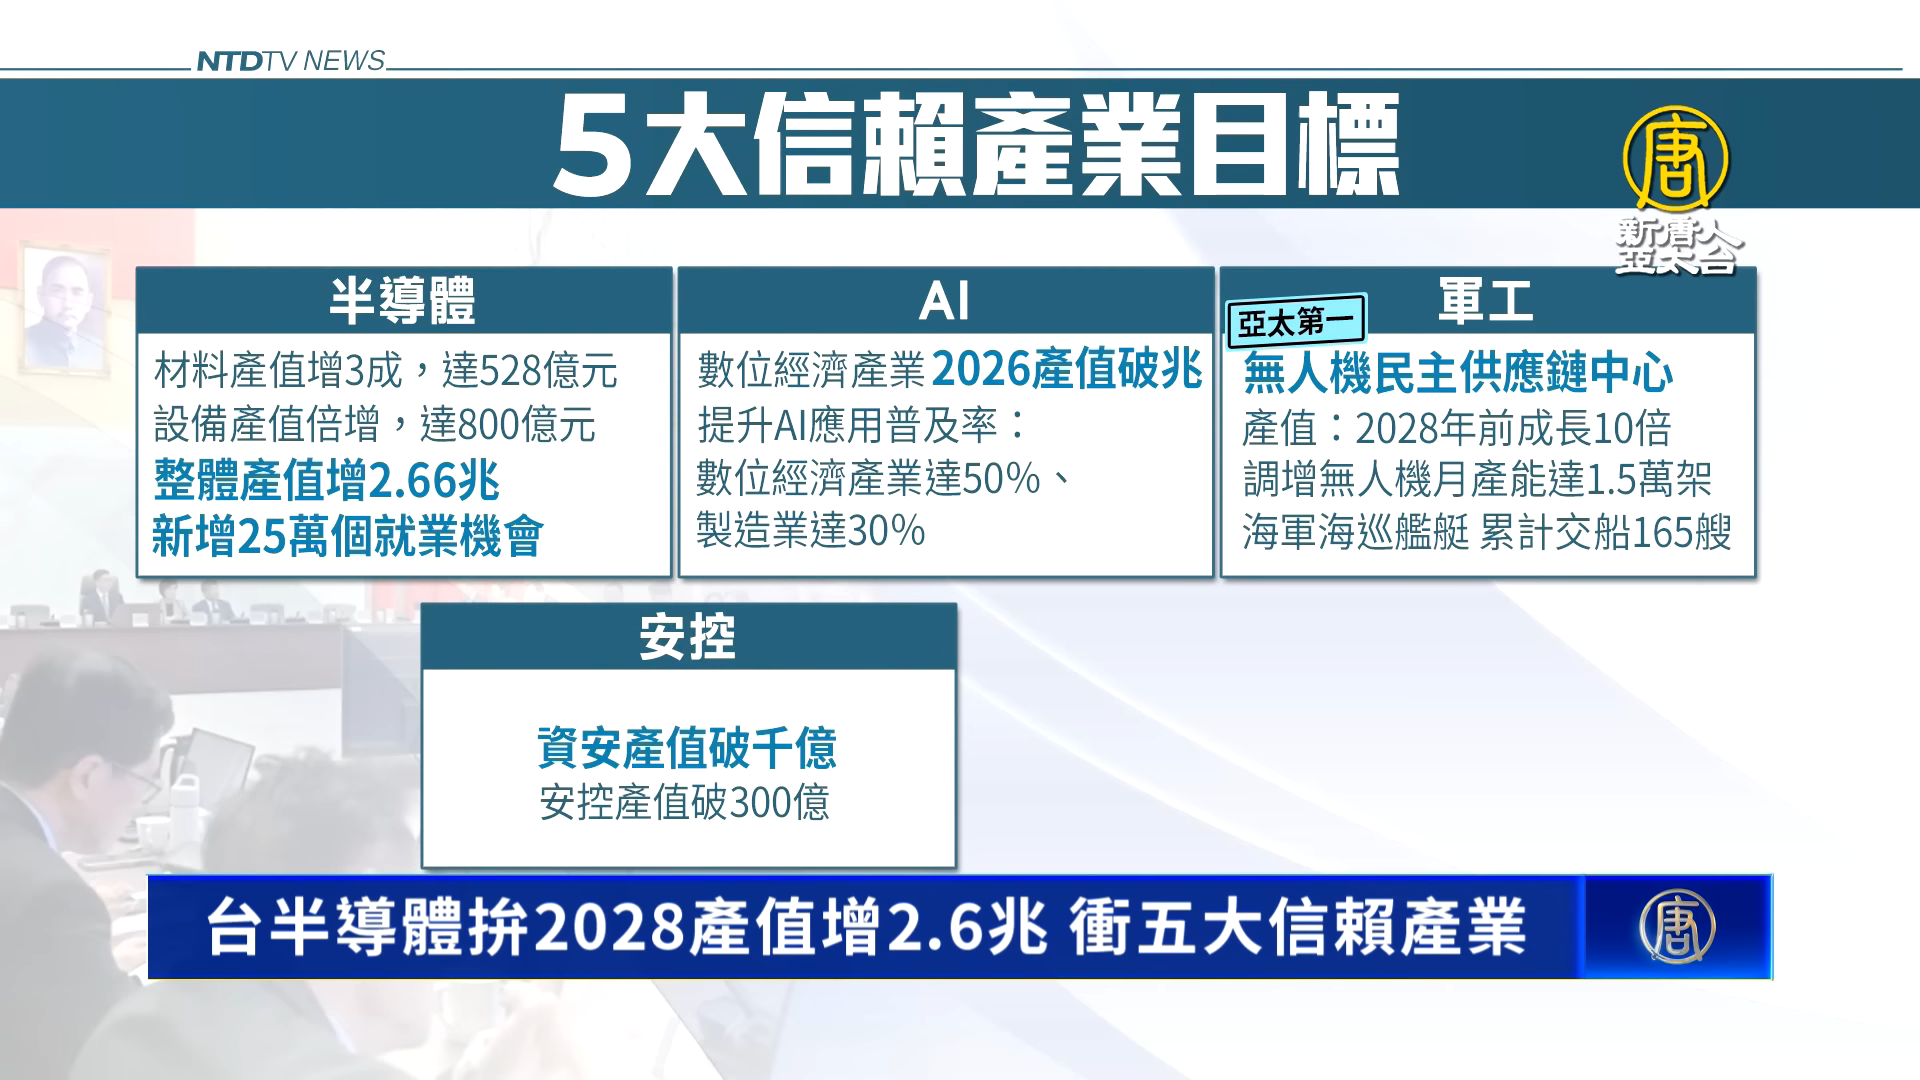 NTDTV NEWS
5大信賴產業目標
唐
新唐人
亞太台
半導體
材料產值增3成，達528億元
設備產值倍增，達800億元
整體產值增2.66兆
新增25萬個就業機會
AI
數位經濟產業2026產值破兆
提升AI應用普及率：
數位經濟產業達50%、
製造業達30%
軍工
亞太第一
無人機民主供應鏈中心
產值：2028年前成長10倍
調增無人機月產能達1.5萬架
海軍海巡艦艇 累計交船165艘
安控
資安產值破千億
安控產值破300億
台半導體拚2028產值增2.6兆 衝五大信賴產業
唐